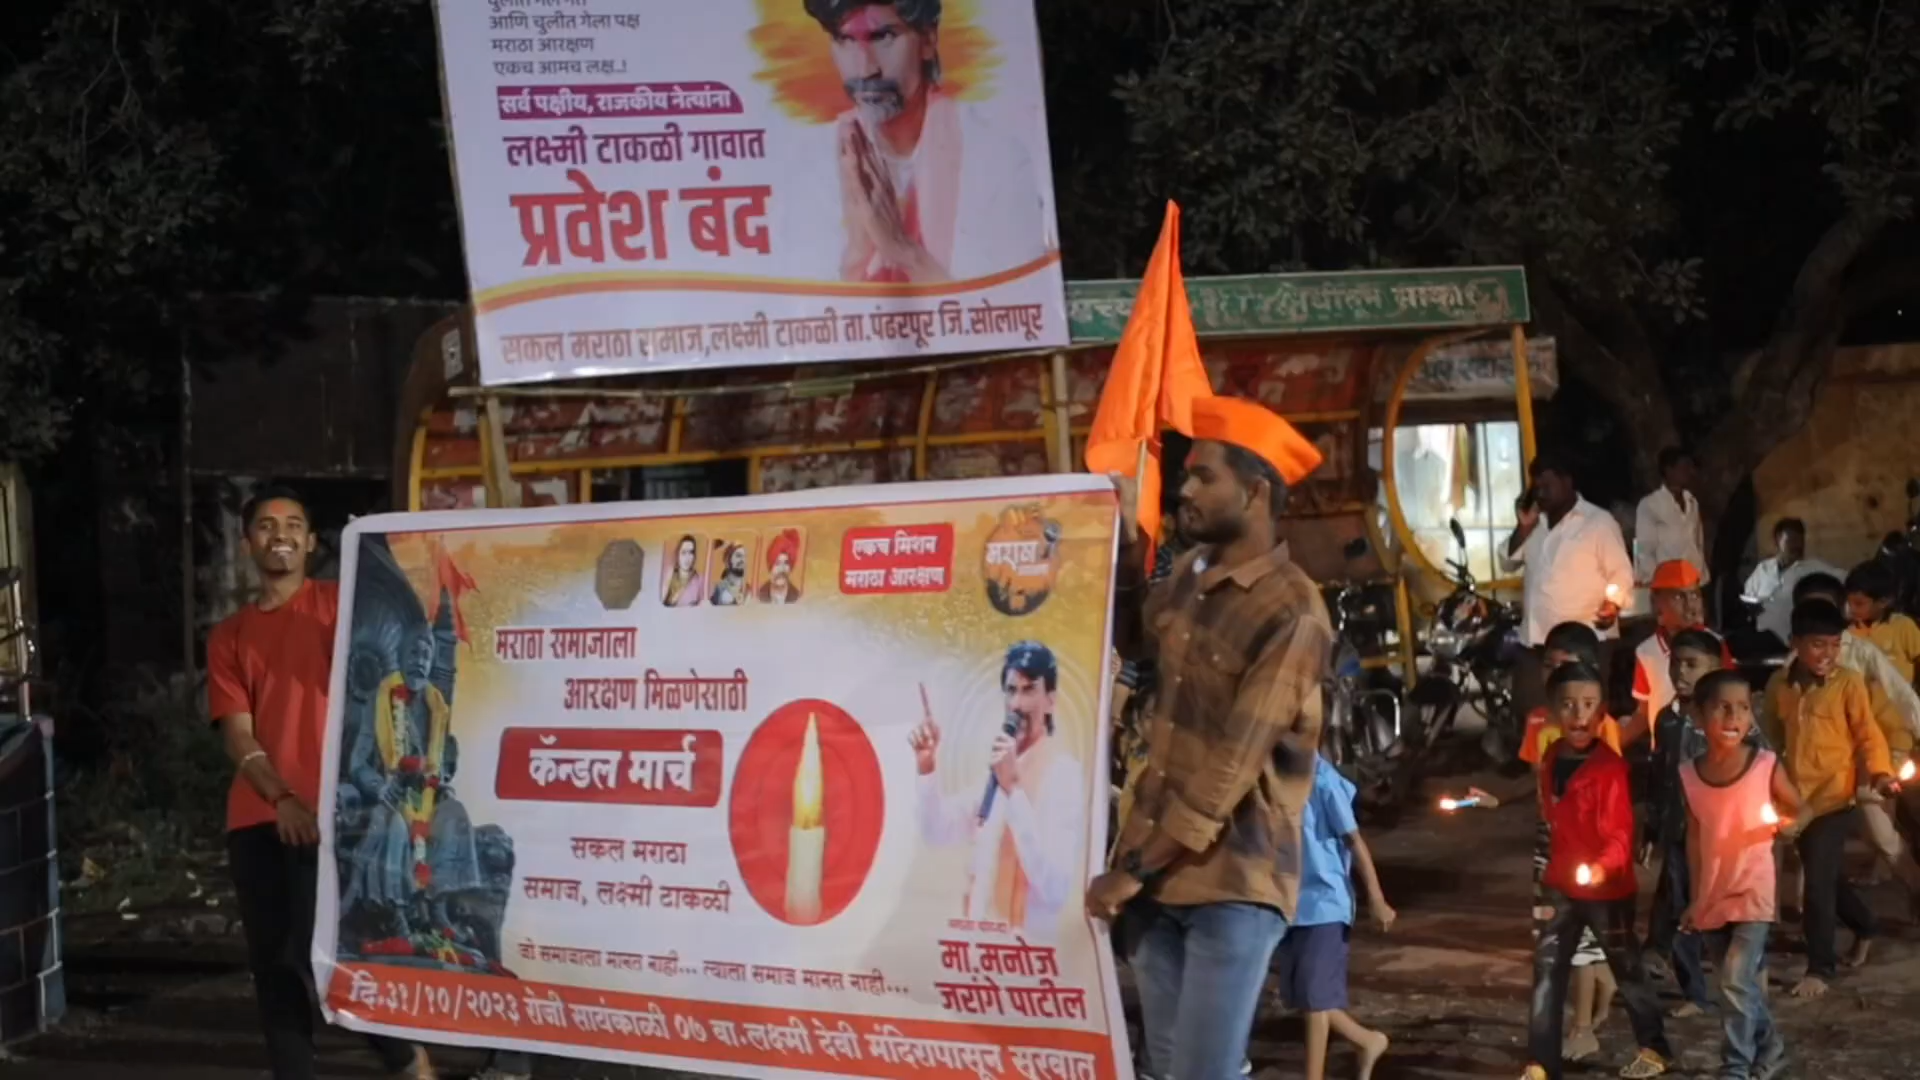 आणि चुलीत गेला पक्ष
मराठा आरक्षण
एकच आमच लक्ष..!
सर्व पक्षीय, राजकीय नेत्यांना
लक्ष्मी टाकळी गावात
प्रवेश बंद
सकल मराठा समाज,लक्ष्मी टाकळी ता.पंढरपूर जि.सोलापूर
एकच मिशन
मराठा आरक्षण
मराठा
मराठा समाजाला
आरक्षण मिळणेसाठी
कॅन्डल मार्च
सकल मराठा
समाज, लक्ष्मी टाकळी
जो समाजाला मानत नाही... त्याला समाज मानत नाही...
मा.मनोज
जरांगे पाटील
दि.३१/१०/२०२३ रोजी सायंकाळी ०७ वा.लक्ष्मी देवी मंदिरापासून सुरवात